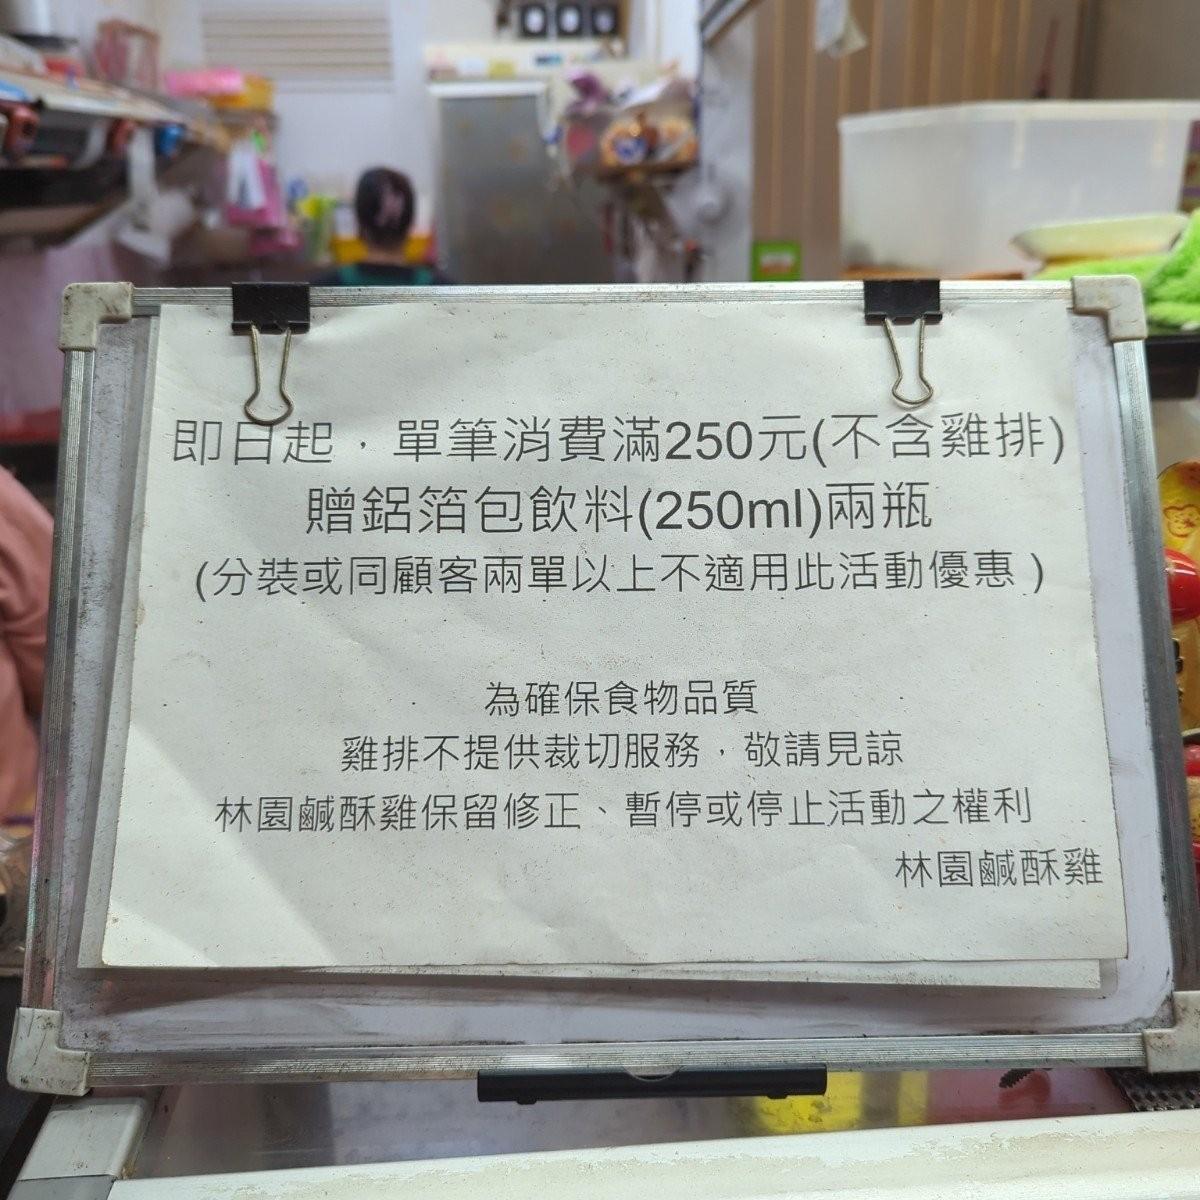 即日起，單筆消費滿250元(不含雞排)
贈鋁箔包飲料(250ml)兩瓶
(分裝或同顧客兩單以上不適用此活動優惠)
為確保食物品質
雞排不提供裁切服務，敬請見諒
林園鹹酥雞保留修正、暫停或停止活動之權利
林園鹹酥雞